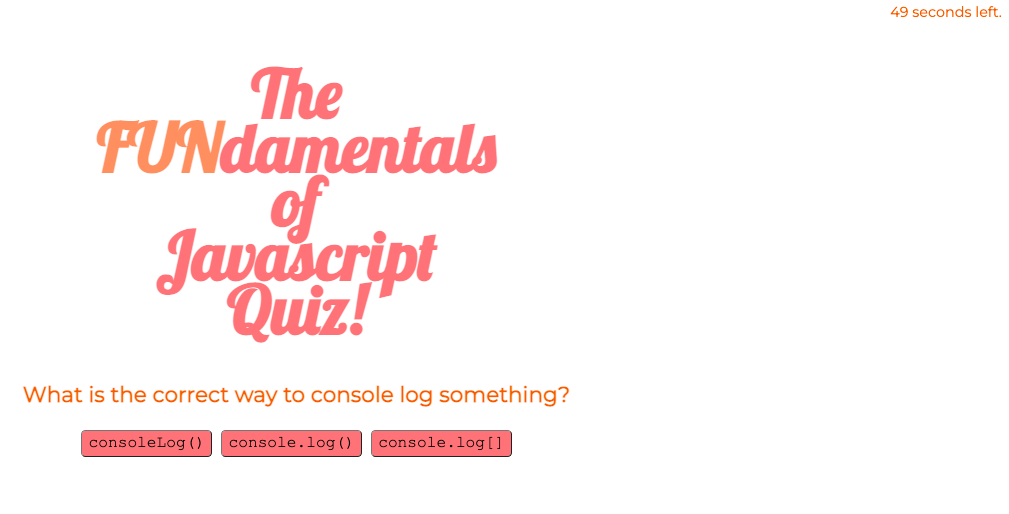 49 seconds left.
The
FUNdamentals
of
Javascript
Quiz!
What is the correct way to console log something?
consoleLog() console.log() console.log[]